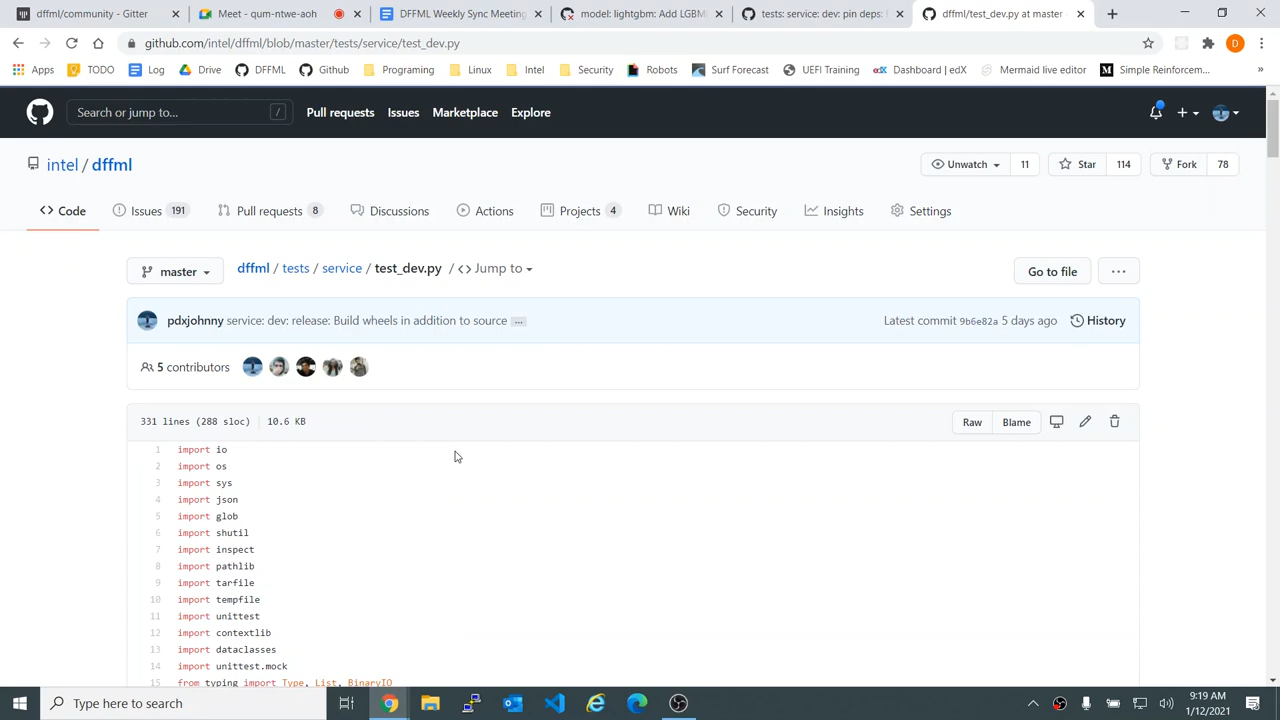 dffml/community - Gitter
Meet - qum-ntwe-aoh
DFFML Weekly Sync Meeting
model: lightgbm: Add LGBM
tests: service: dev: pin deps: f
dffml/test_dev.py at master
github.com/intel/dffml/blob/master/tests/service/test_dev.py
Apps
TODO
Log
Drive
DFFML
Github
Programing
Linux
Intel
Security
Robots
Surf Forecast
UEFI Training
Dashboard | edX
Mermaid live editor
Simple Reinforcem...
Search or jump to...
/
Pull requests
Issues
Marketplace
Explore
intel / dffml
Unwatch
11
Star
114
Fork
78
Code
Issues 191
Pull requests 8
Discussions
Actions
Projects 4
Wiki
Security
Insights
Settings
master
dffml / tests / service / test_dev.py / <> Jump to
Go to file
...
pdxjohnny service: dev: release: Build wheels in addition to source ...
Latest commit 9b6e82a 5 days ago
History
5 contributors
331 lines (288 sloc) 10.6 KB
Raw
Blame
1 import io
2 import os
3 import sys
4 import json
5 import glob
6 import shutil
7 import inspect
8 import pathlib
9 import tarfile
10 import tempfile
11 import unittest
12 import contextlib
13 import dataclasses
14 import unittest.mock
15 from typing import Type, List, BinaryIO
Type here to search
9:19 AM
1/12/2021